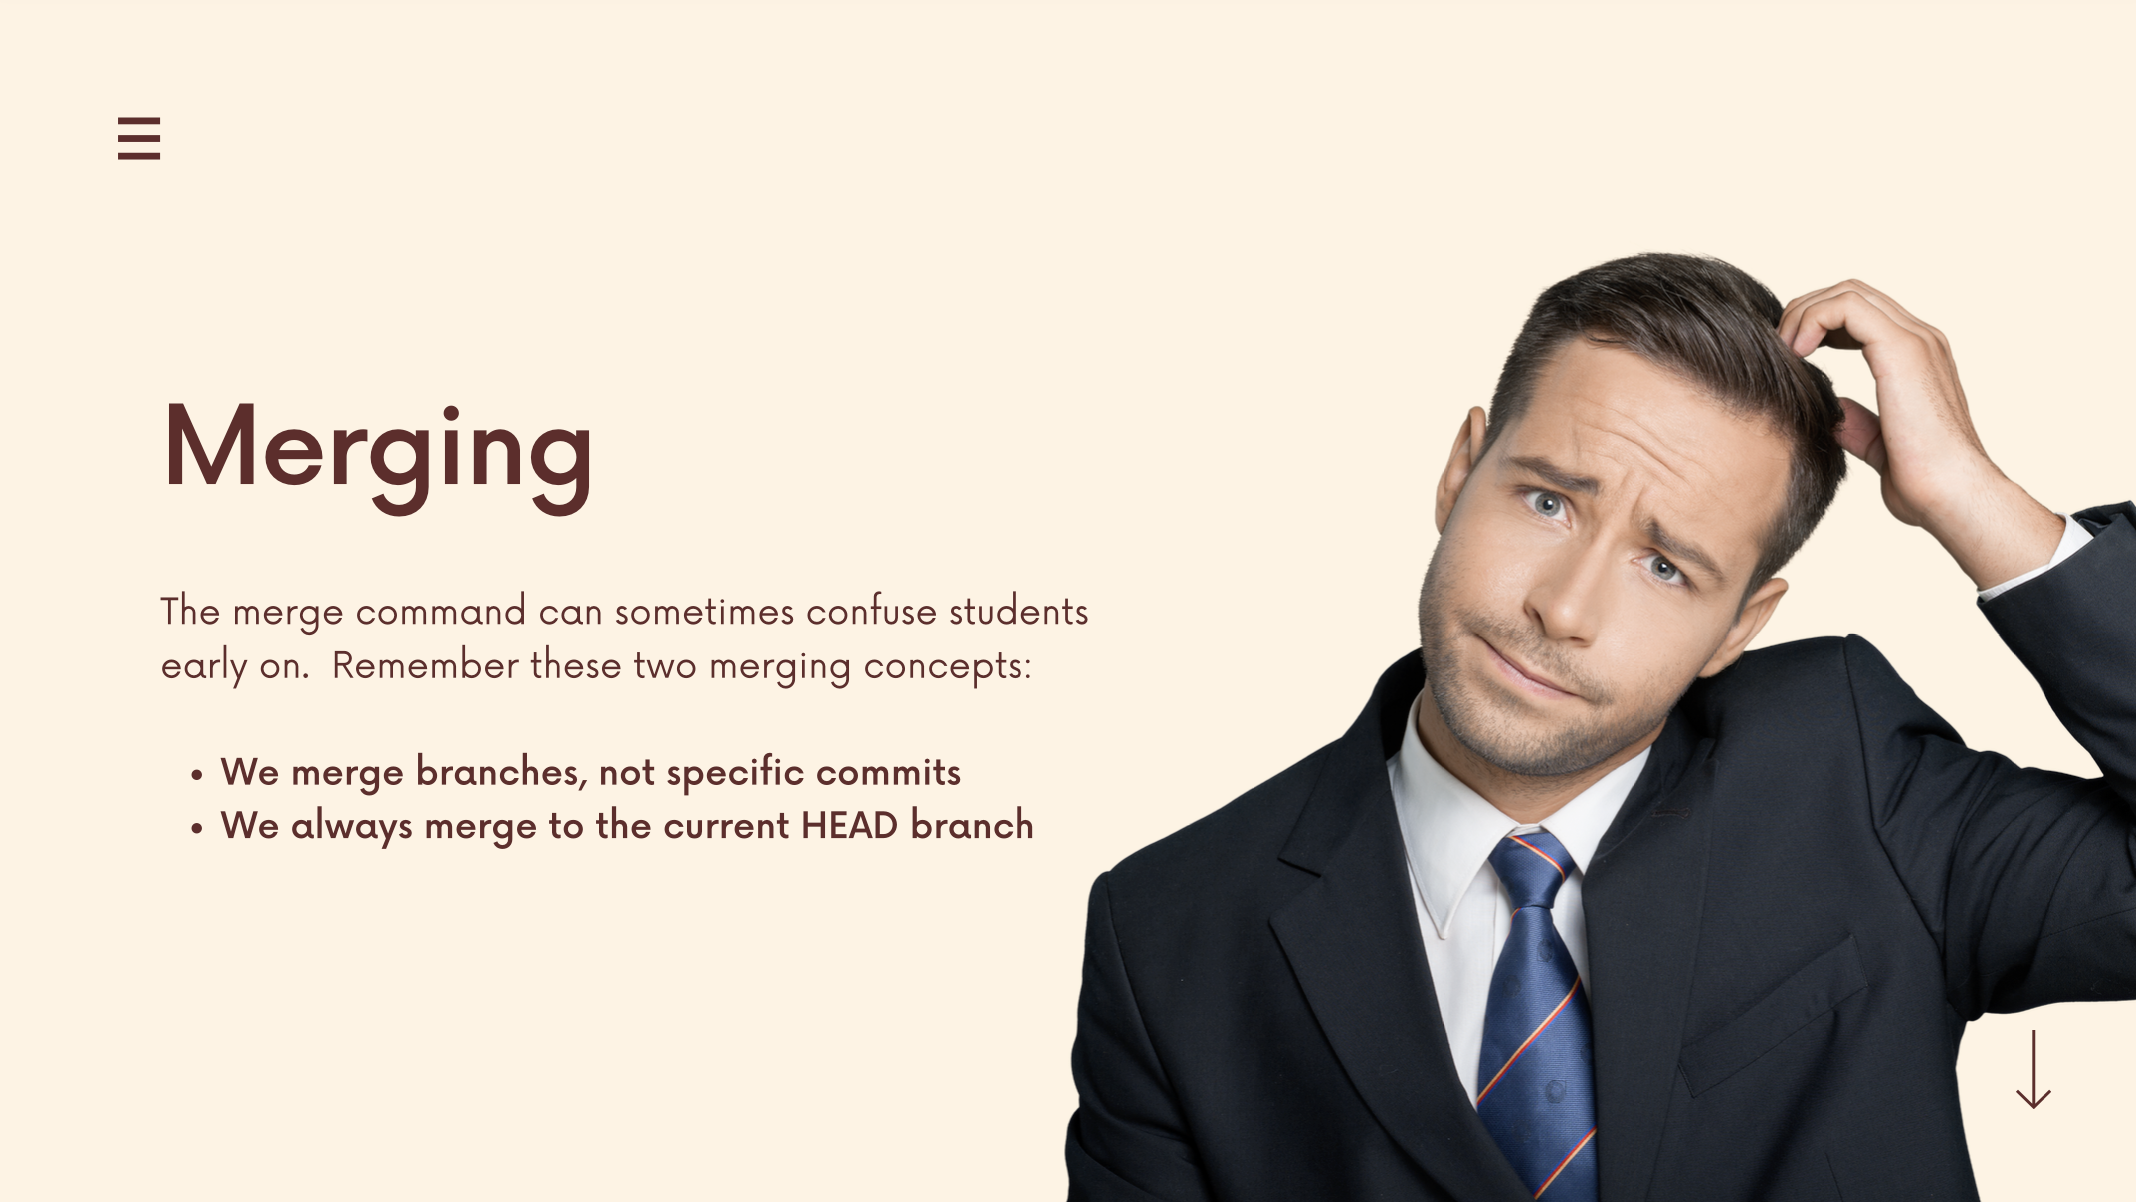 Merging
The merge command can sometimes confuse students
early on.  Remember these two merging concepts:
• We merge branches, not specific commits
• We always merge to the current HEAD branch